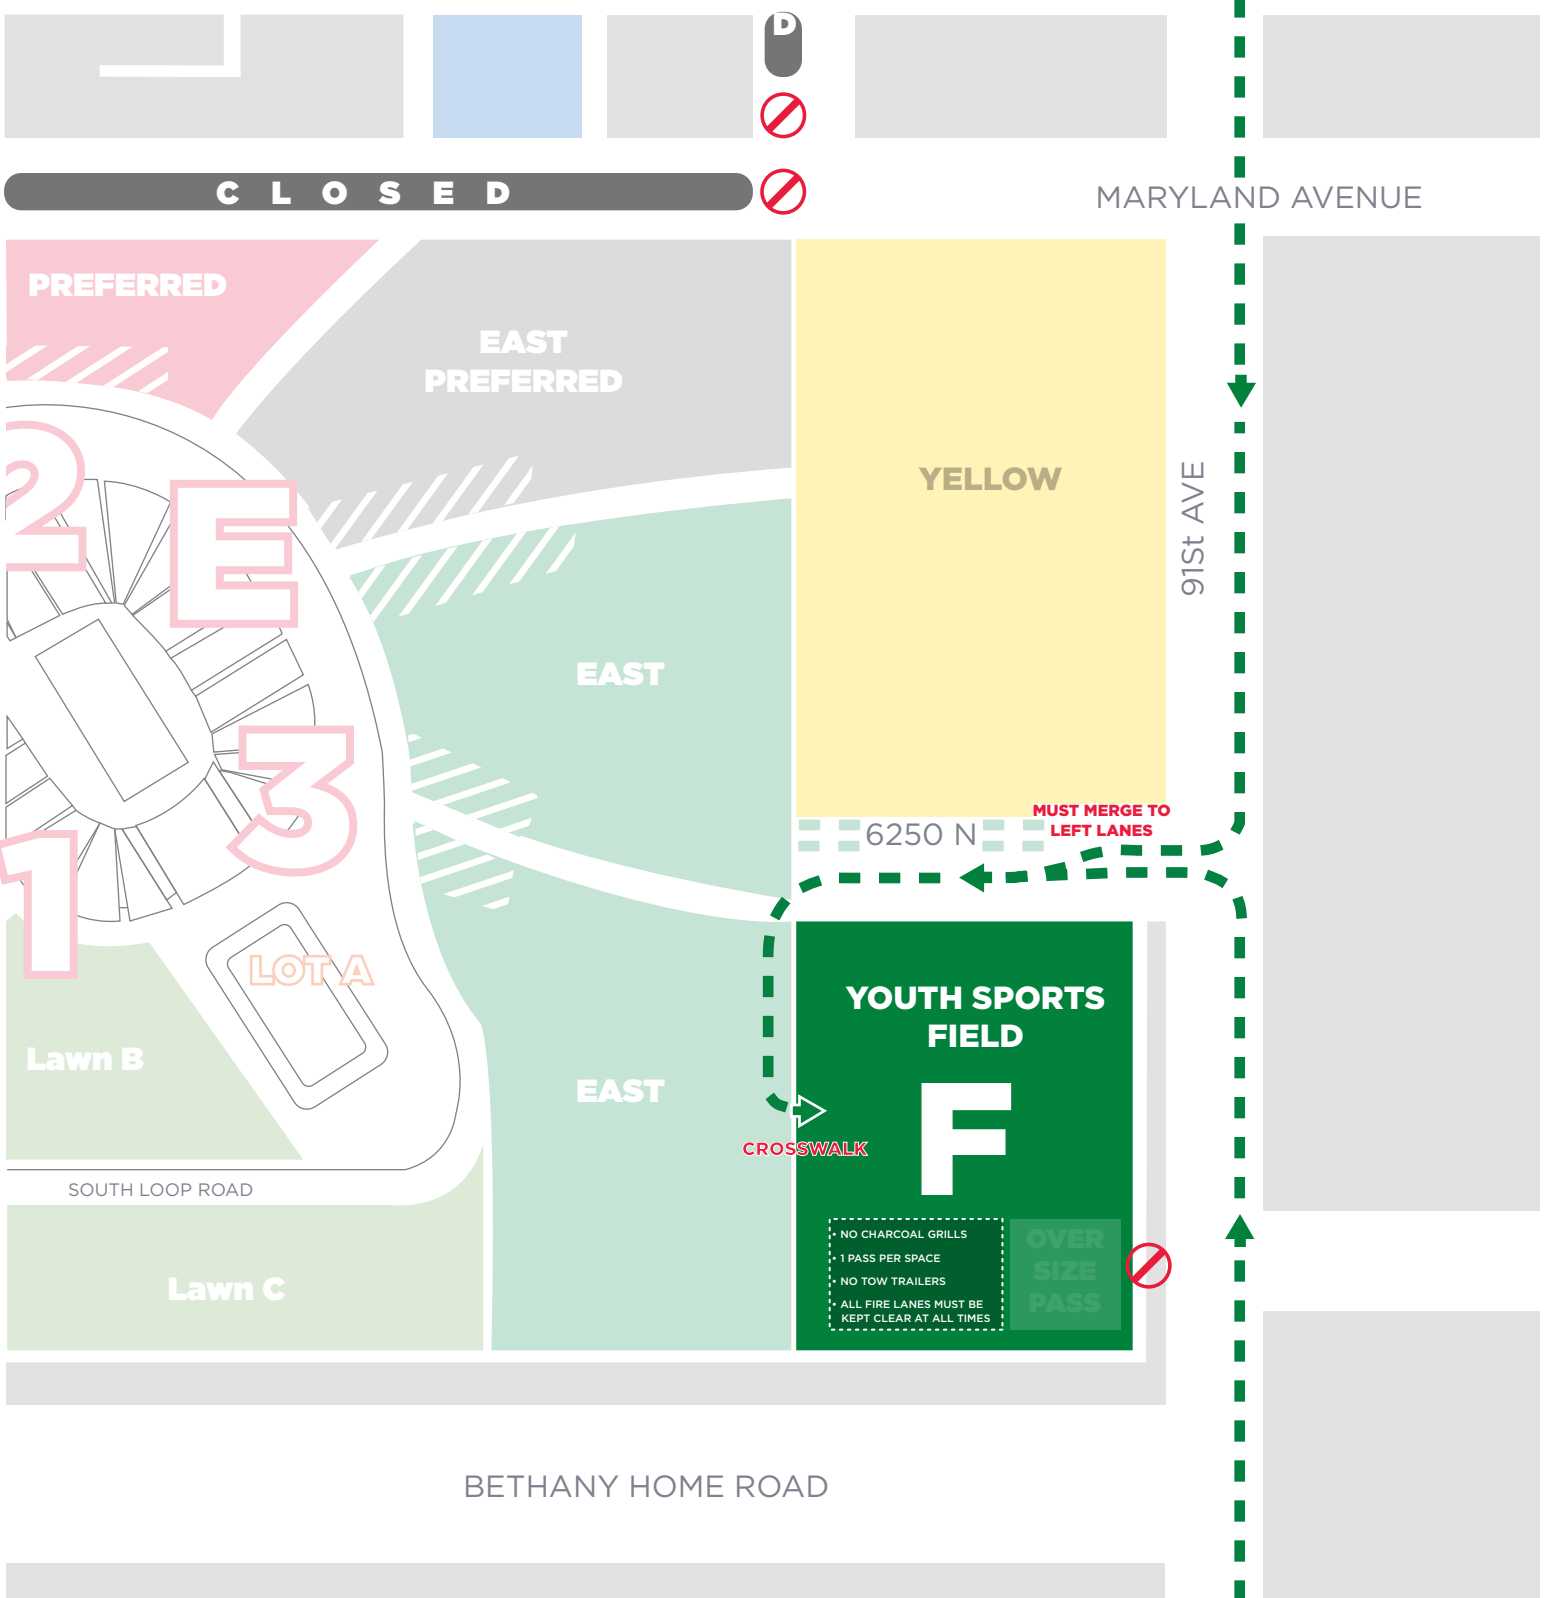 D
CLOSED
MARYLAND AVENUE
PREFERRED
EAST
PREFERRED
YELLOW
91St AVE
2
E
EAST
3
MUST MERGE TO
LEFT LANES
6250 N
1
LOT A
YOUTH SPORTS
FIELD
F
Lawn B
EAST
CROSSWALK
SOUTH LOOP ROAD
• NO CHARCOAL GRILLS
• 1 PASS PER SPACE
• NO TOW TRAILERS
• ALL FIRE LANES MUST BE
KEPT CLEAR AT ALL TIMES
OVER
SIZE
PASS
Lawn C
BETHANY HOME ROAD